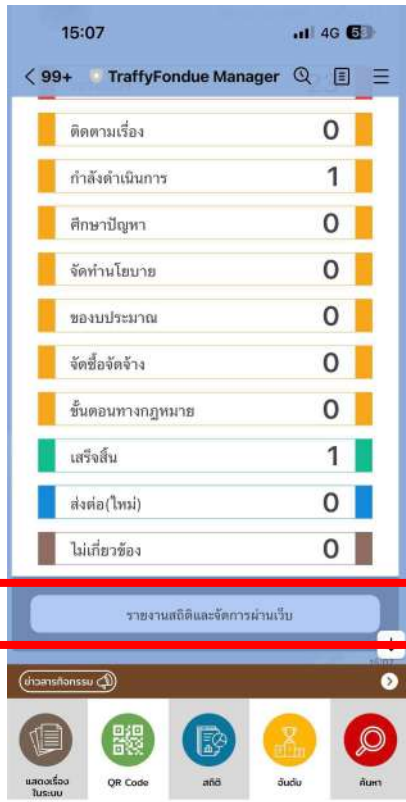 15:07 4G 53
99+ TraffyFondue Manager
ติดตามเรื่อง 0
กำลังดำเนินการ 1
ศึกษาปัญหา 0
จัดทำนโยบาย 0
ของบประมาณ 0
จัดซื้อจัดจ้าง 0
ขั้นตอนทางกฎหมาย 0
เสร็จสิ้น 1
ส่งต่อ(ใหม่) 0
ไม่เกี่ยวข้อง 0
รายงานสถิติและจัดการผ่านเว็บ
ข่าวสารกิจกรรม
แสดงเรื่อง
ในระบบ
QR Code
สถิติ
อันดับ
ค้นหา